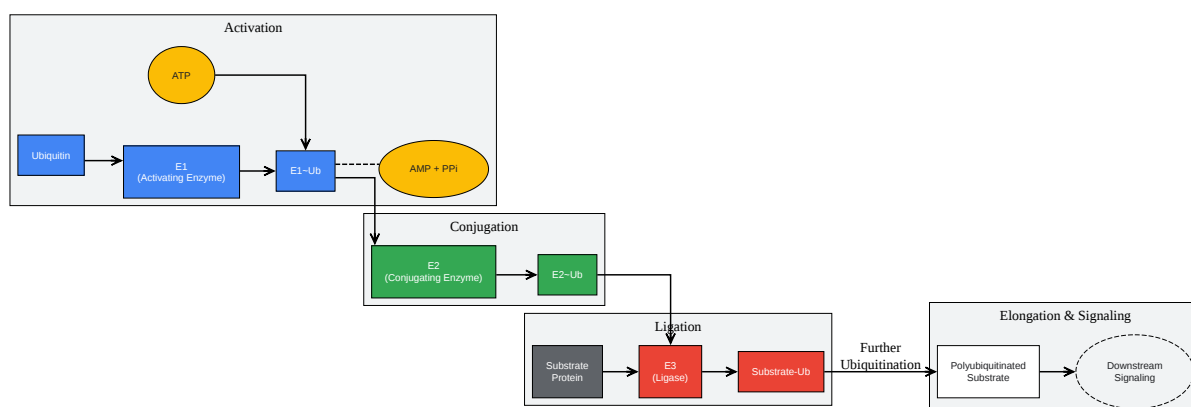 Activation
ATP
Ubiquitin
E1
(Activating Enzyme)
E1~Ub
AMP + PPi
Conjugation
E2
(Conjugating Enzyme)
E2~Ub
Ligation
Substrate
Protein
E3
(Ligase)
Substrate-Ub
Further
Ubiquitination
Elongation & Signaling
Polyubiquitinated
Substrate
Downstream
Signaling